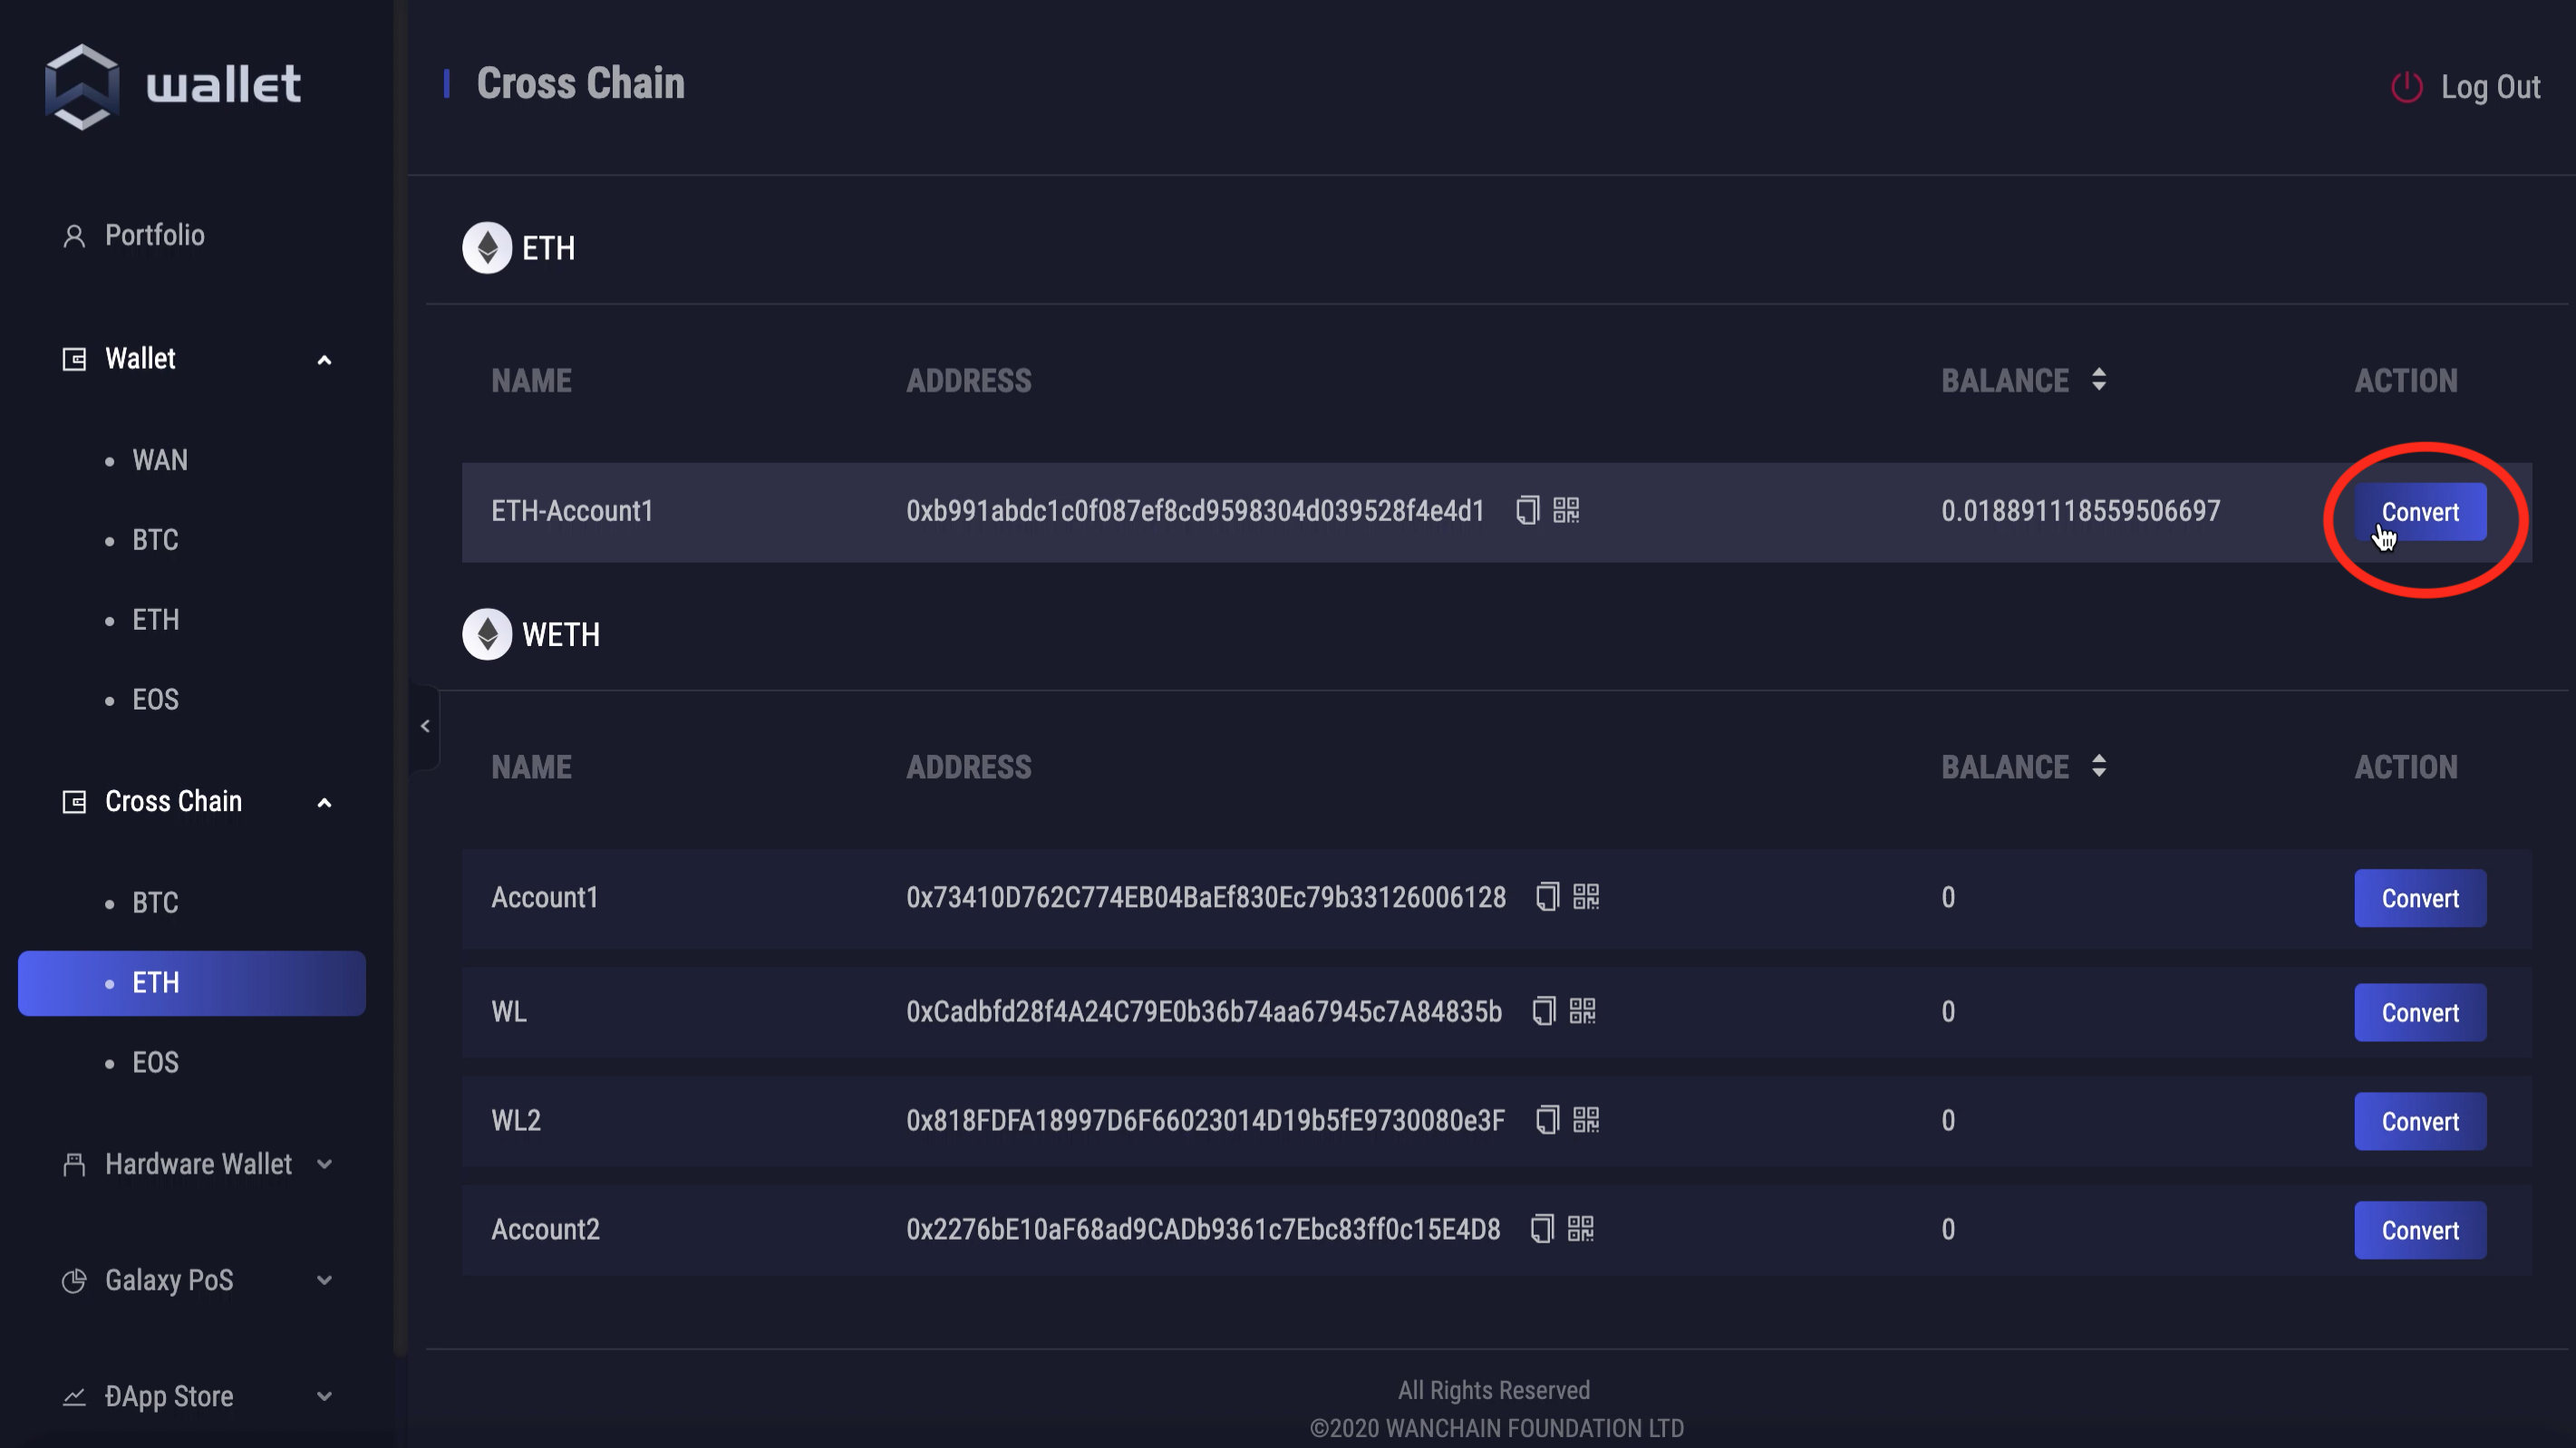 wallet
Cross Chain
Log Out
Portfolio
Wallet
WAN
BTC
ETH
EOS
Cross Chain
BTC
ETH
EOS
Hardware Wallet
Galaxy PoS
ĐApp Store
ETH
NAME ADDRESS BALANCE ACTION
ETH-Account1 0xb991abdc1c0f087ef8cd9598304d039528f4e4d1 0.018891118559506697 Convert
WETH
NAME ADDRESS BALANCE ACTION
Account1 0x73410D762C774EB04BaEf830Ec79b33126006128 0 Convert
WL 0xCadbfd28f4A24C79E0b36b74aa67945c7A84835b 0 Convert
WL2 0x818FDFA18997D6F66023014D19b5fE9730080e3F 0 Convert
Account2 0x2276bE10aF68ad9CADb9361c7Ebc83ff0c15E4D8 0 Convert
All Rights Reserved
©2020 WANCHAIN FOUNDATION LTD